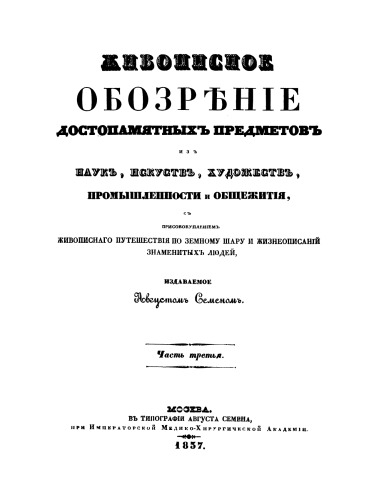 ЖИВОПИСНОЕ
ОБОЗРѢНІЕ
ДОСТОПАМЯТНЫХЪ ПРЕДМЕТОВЪ
ИЗЪ
НАУКЪ, ИСКУСТВЪ, ХУДОЖЕСТВЪ,
ПРОМЫШЛЕННОСТИ и ОБЩЕЖИТІЯ,
СЪ
ПРИСОВОКУПЛЕНІЕМЪ
ЖИВОПИСНАГО ПУТЕШЕСТВІЯ ПО ЗЕМНОМУ ШАРУ И ЖИЗНЕОПИСАНІЙ
ЗНАМЕНИТЫХЪ ЛЮДЕЙ,
ИЗДАВАЕМОЕ
Августомъ Семеномъ.
Часть третья.
МОСКВА.
ВЪ ТИПОГРАФІИ АВГУСТА СЕМЕНА,
при Императорской Медико-Хирургической Академіи.
1837.